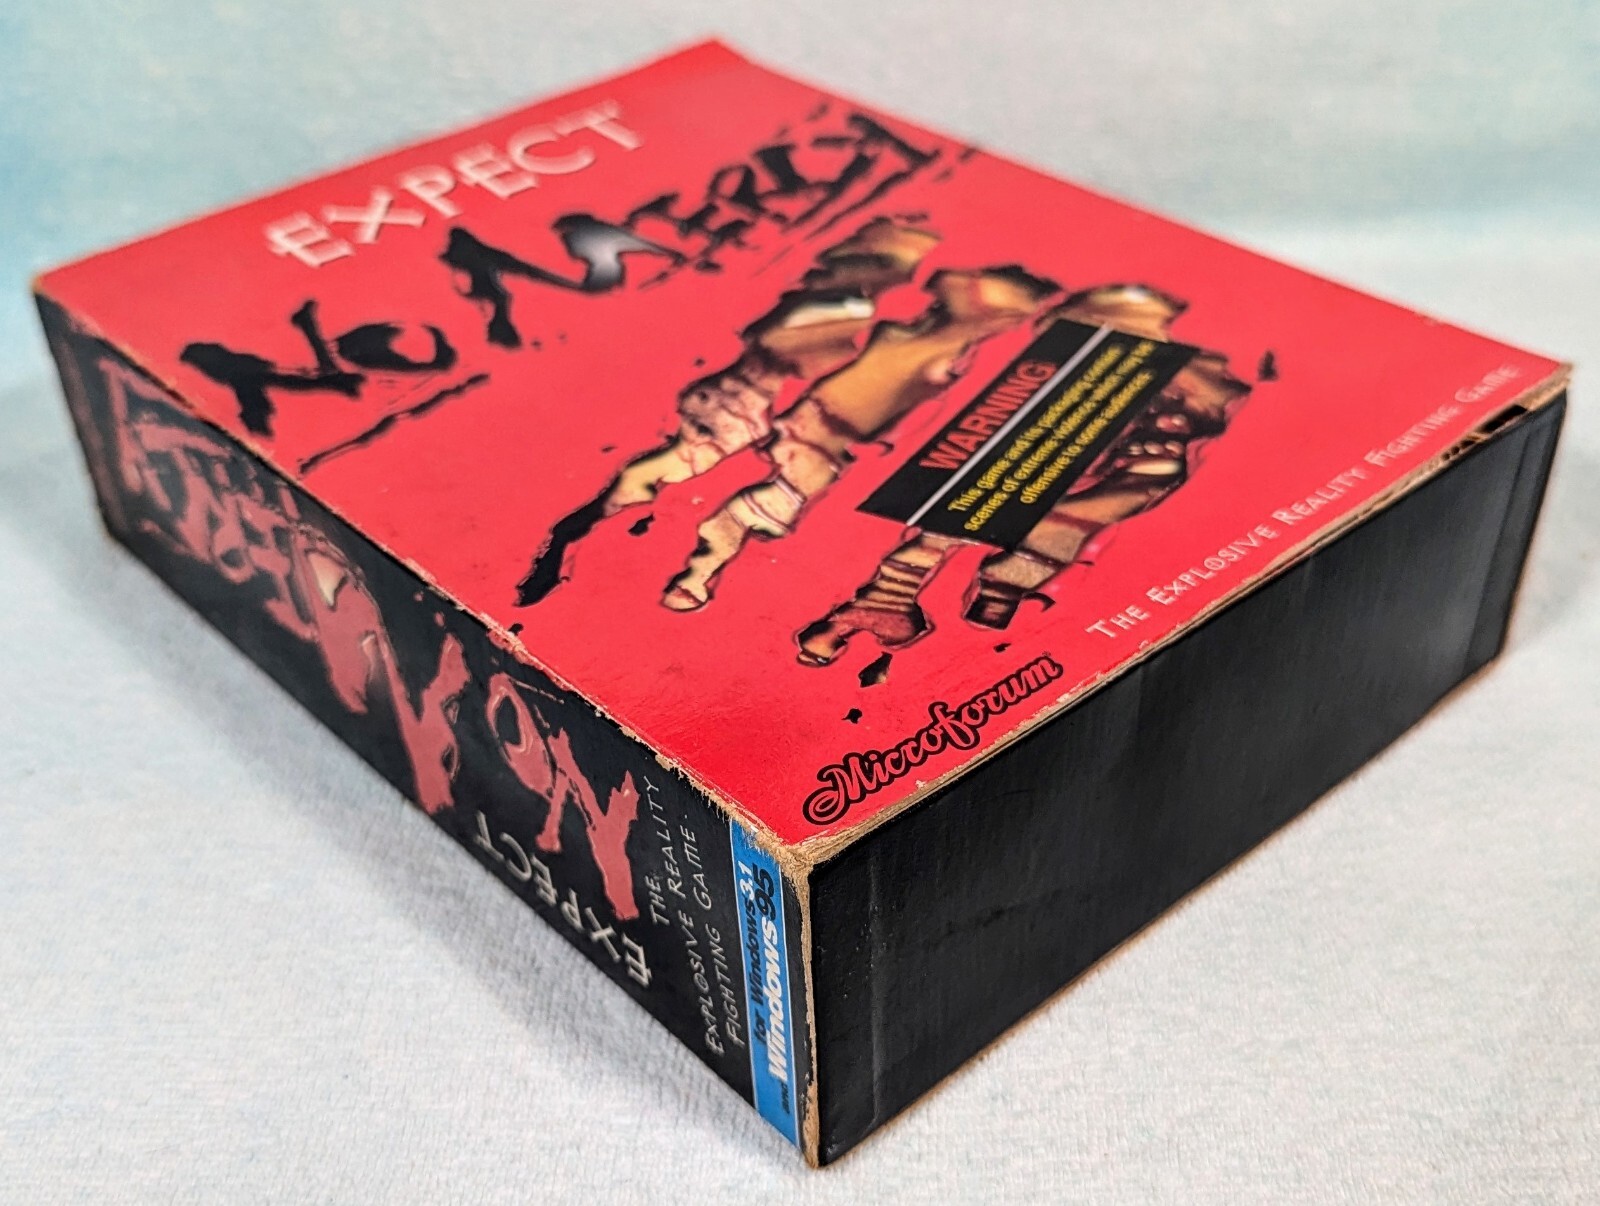 EXPECT
NO MERCY
WARNING!
This game and its packaging contain
scenes of extreme violence which may be
offensive to some audiences.
THE EXPLOSIVE REALITY FIGHTING GAME
Microforum
EXPECT
NO MERCY
THE
EXPLOSIVE REALITY
FIGHTING GAME.
for Windows 3.1
and Windows 95